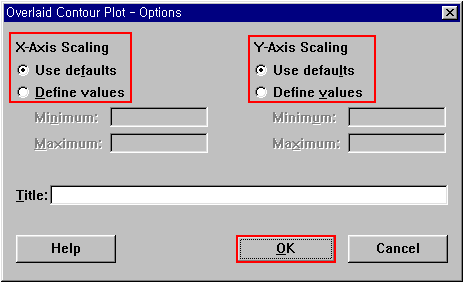 Overlaid Contour Plot - Options
X-Axis Scaling
Use defaults
Define values
Minimum:
Maximum:
Y-Axis Scaling
Use defaults
Define values
Minimum:
Maximum:
Title:
Help
OK
Cancel